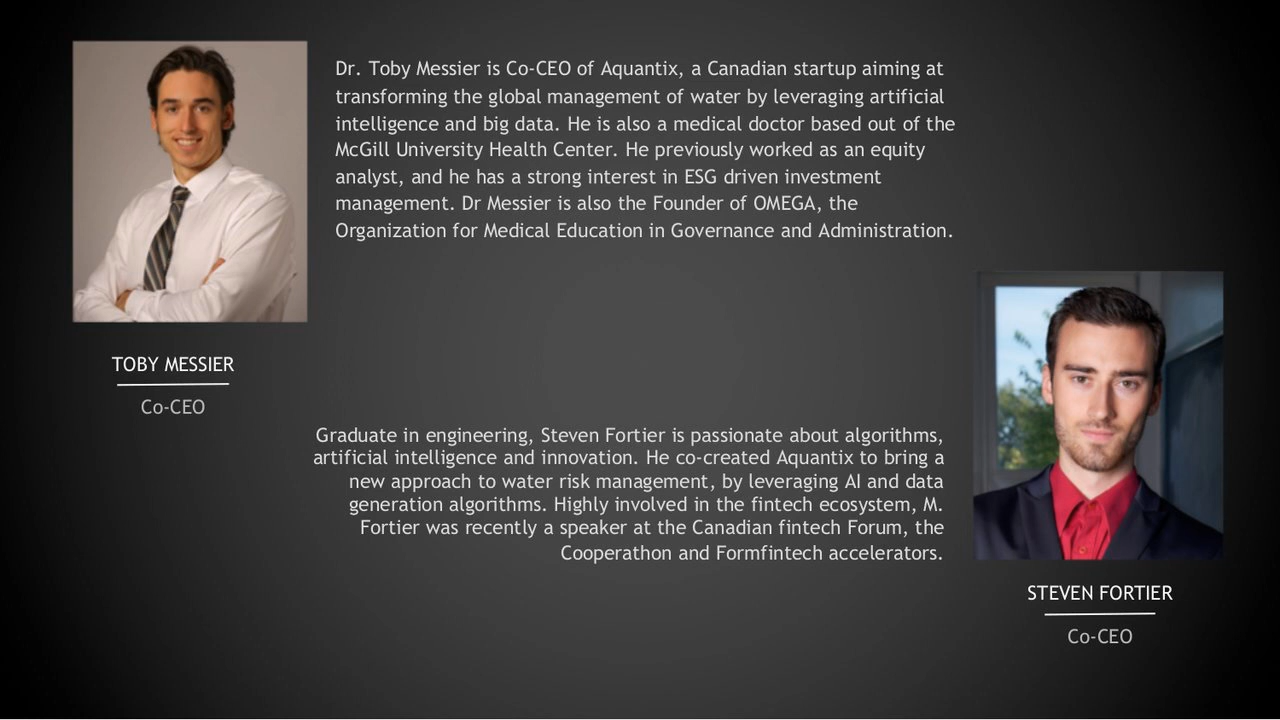 Dr. Toby Messier is Co-CEO of Aquantix, a Canadian startup aiming at
transforming the global management of water by leveraging artificial
intelligence and big data. He is also a medical doctor based out of the
McGill University Health Center. He previously worked as an equity
analyst, and he has a strong interest in ESG driven investment
management. Dr Messier is also the Founder of OMEGA, the
Organization for Medical Education in Governance and Administration.
TOBY MESSIER
Co-CEO
Graduate in engineering, Steven Fortier is passionate about algorithms,
artificial intelligence and innovation. He co-created Aquantix to bring a
new approach to water risk management, by leveraging AI and data
generation algorithms. Highly involved in the fintech ecosystem, M.
Fortier was recently a speaker at the Canadian fintech Forum, the
Cooperathon and Formfintech accelerators.
STEVEN FORTIER
Co-CEO